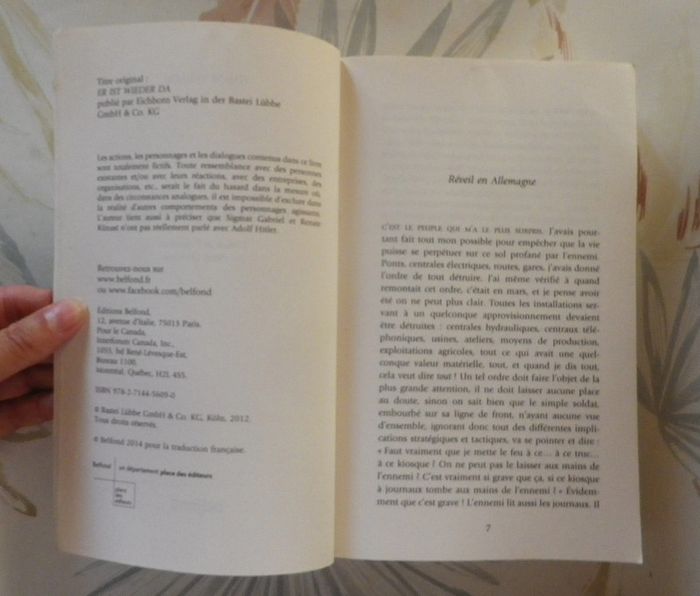 Titre original :
ER IST WIEDER DA
publié par Eichborn Verlag in der Bastei Lübbe
GmbH & Co. KG
Les actions, les personnages et les dialogues contenus dans ce livre
sont totalement fictifs. Toute ressemblance avec des personnes
existantes et/ou avec leurs réactions, avec des entreprises, des
organisations, etc., serait le fait du hasard dans la mesure où,
dans des circonstances analogues, il est impossible d'exclure dans
la réalité d'autres comportements des personnages agissants.
L'auteur tient aussi à préciser que Sigmar Gabriel et Renate
Künast n'ont pas réellement parlé avec Adolf Hitler.
Retrouvez-nous sur
www.belfond.fr
ou www.facebook.com/belfond
Éditions Belfond,
12, avenue d'Italie, 75013 Paris.
Pour le Canada,
Interforum Canada, Inc.,
1055, bd René-Lévesque-Est,
Bureau 1100,
Montréal, Québec, H2L 4S5.
ISBN 978-2-7144-5609-0
© Bastei Lübbe GmbH & Co. KG, Köln, 2012.
Tous droits réservés.
© Belfond 2014 pour la traduction française.
Belfond | un département place des éditeurs
place
des
éditeurs
Réveil en Allemagne
C'EST LE PEUPLE QUI M'A LE PLUS SURPRIS. J'avais pour-
tant fait tout mon possible pour empêcher que la vie
puisse se perpétuer sur ce sol profané par l'ennemi.
Ponts, centrales électriques, routes, gares, j'avais donné
l'ordre de tout détruire. J'ai même vérifié à quand
remontait cet ordre, c'était en mars, et je pense avoir
été on ne peut plus clair. Toutes les installations ser-
vant à un quelconque approvisionnement devaient
être détruites : centrales hydrauliques, centraux télé-
phoniques, usines, ateliers, moyens de production,
exploitations agricoles, tout ce qui avait une quel-
conque valeur matérielle, tout, et quand je dis tout,
cela veut dire tout ! Un tel ordre doit faire l'objet de la
plus grande attention, il ne doit laisser aucune place
au doute, sinon on sait bien que le simple soldat,
embourbé sur sa ligne de front, n'ayant aucune vue
d'ensemble, ignorant donc tout des différentes impli-
cations stratégiques et tactiques, va se pointer et dire :
« Faut vraiment que je mette le feu à ce... à ce truc...
à ce kiosque ? On ne peut pas le laisser aux mains de
l'ennemi ? C'est vraiment si grave que ça, si ce kiosque
à journaux tombe aux mains de l'ennemi ? » Évidem-
ment que c'est grave ! L'ennemi lit aussi les journaux. Il
7